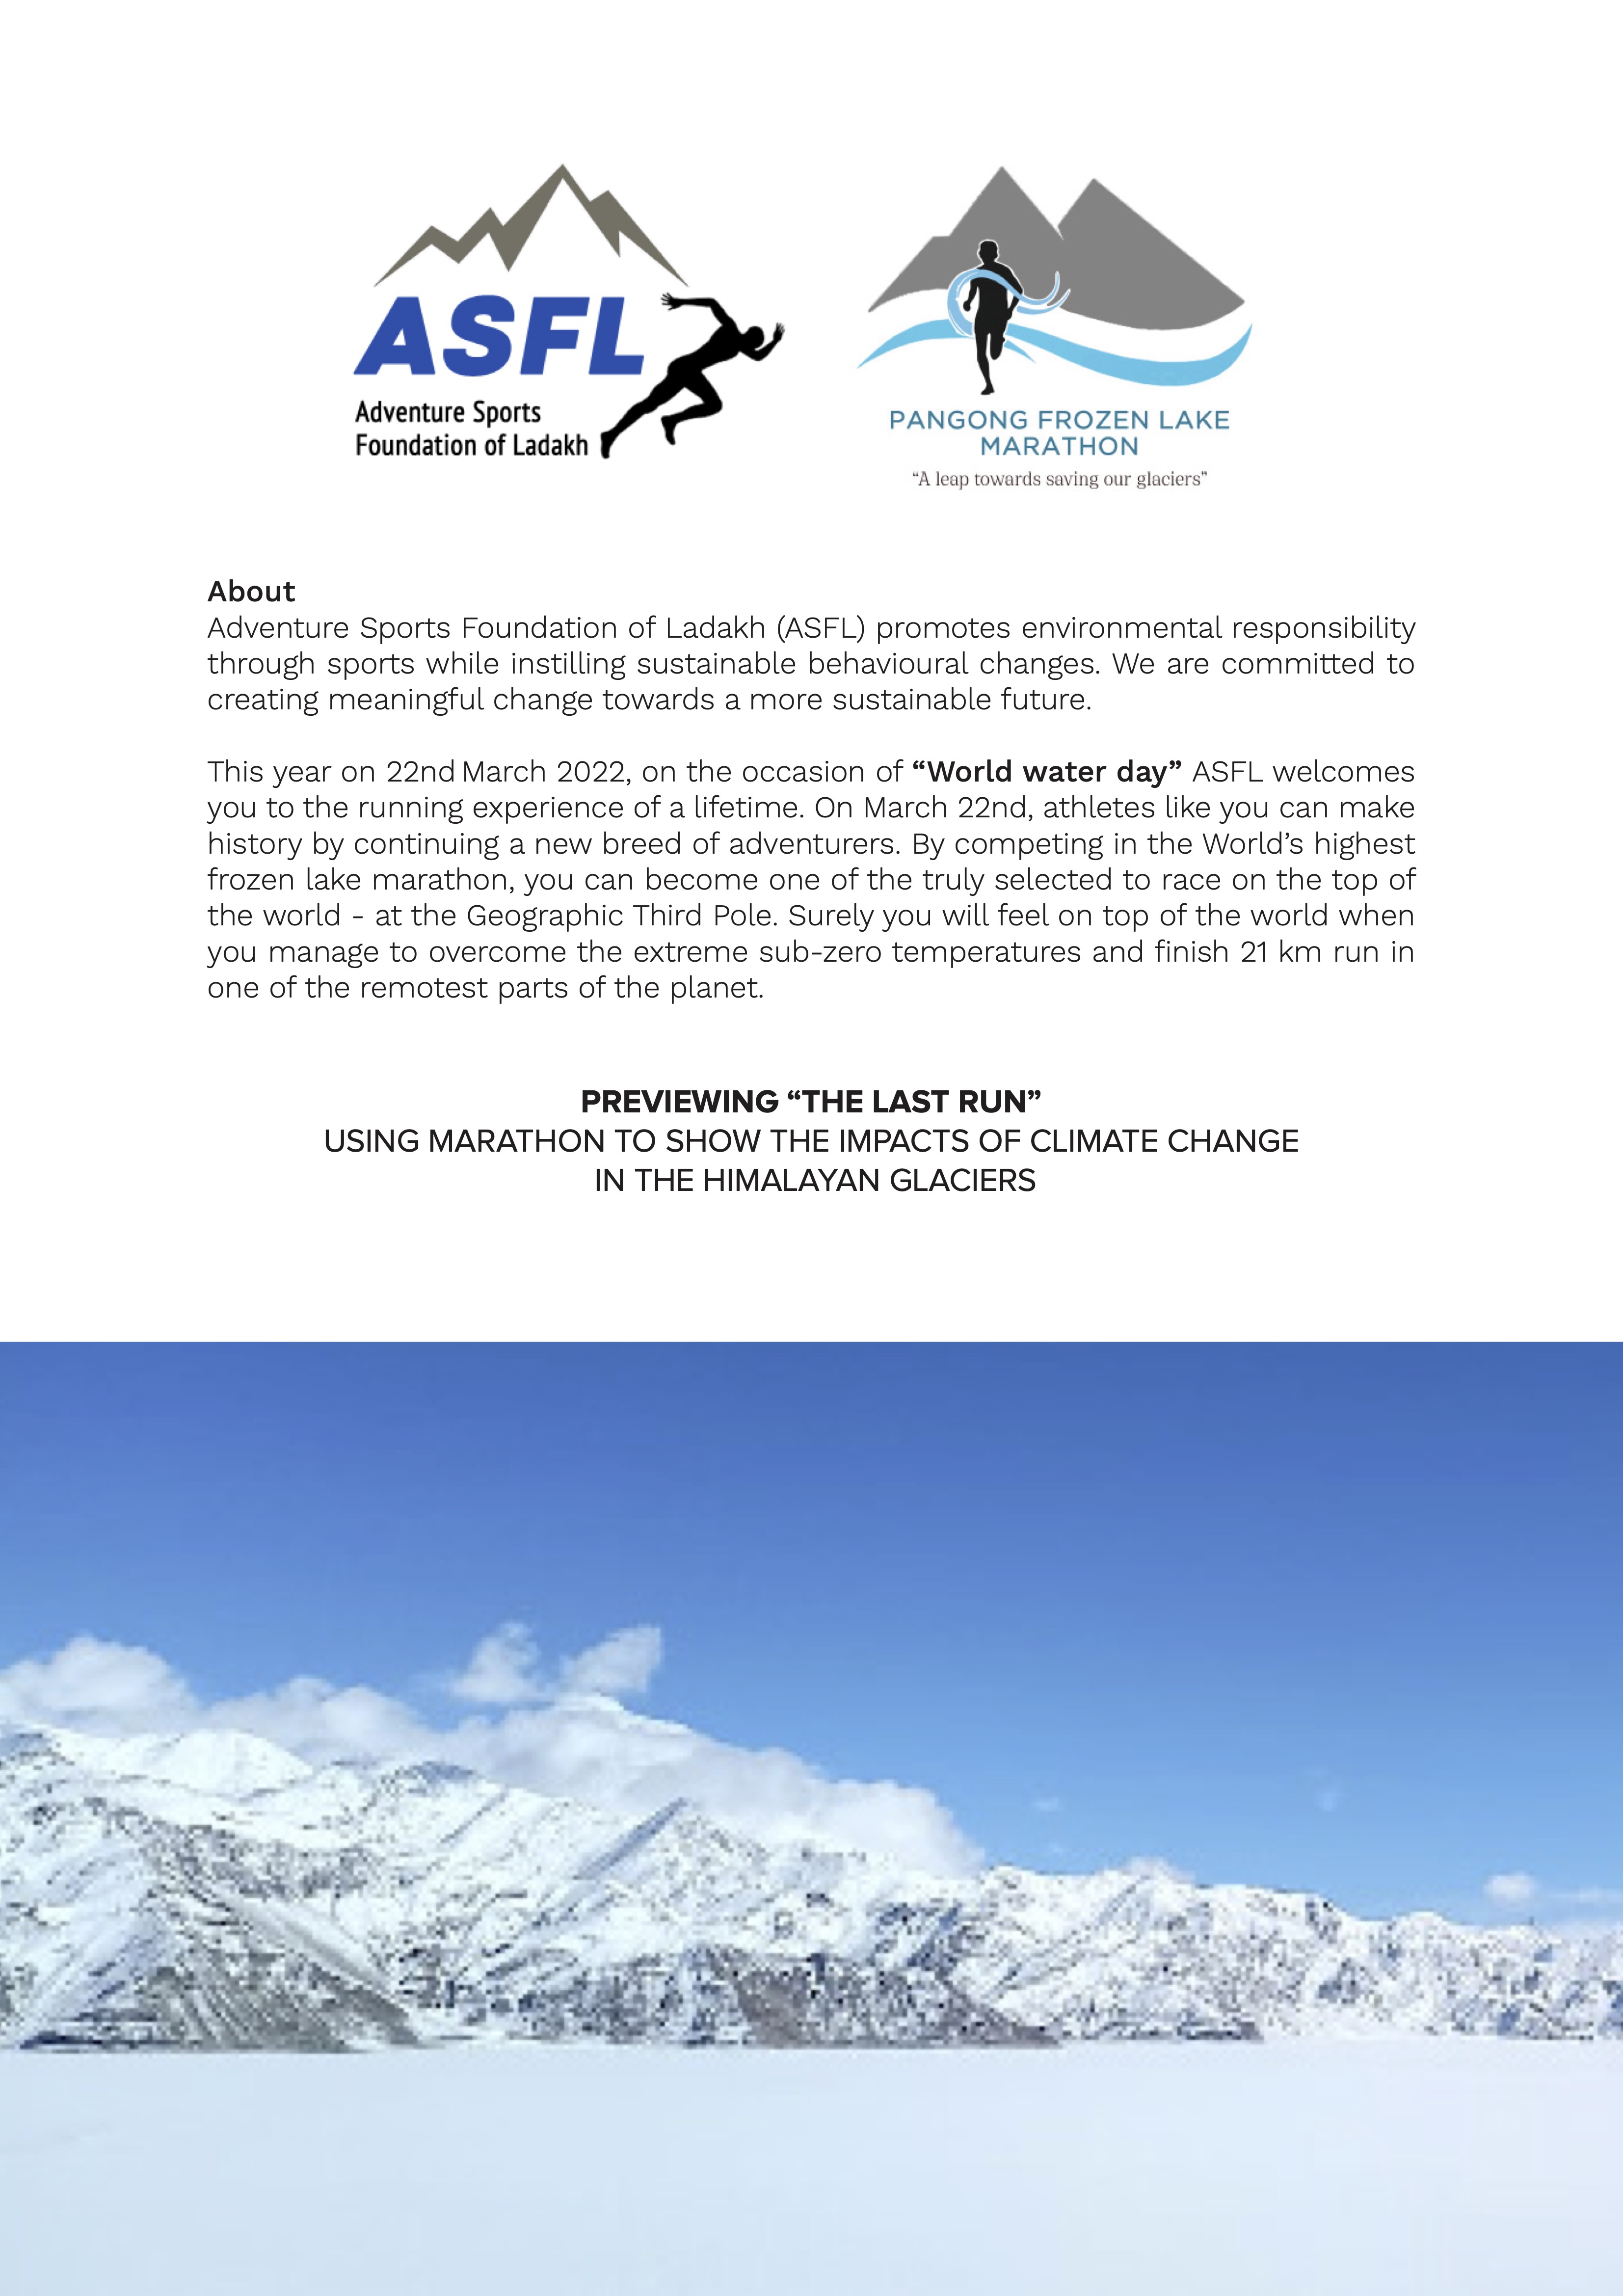 ASFL
Adventure Sports
Foundation of Ladakh
PANGONG FROZEN LAKE
MARATHON
“A leap towards saving our glaciers”
About
Adventure Sports Foundation of Ladakh (ASFL) promotes environmental responsibility
through sports while instilling sustainable behavioural changes. We are committed to
creating meaningful change towards a more sustainable future.
This year on 22nd March 2022, on the occasion of “World water day” ASFL welcomes
you to the running experience of a lifetime. On March 22nd, athletes like you can make
history by continuing a new breed of adventurers. By competing in the World’s highest
frozen lake marathon, you can become one of the truly selected to race on the top of
the world - at the Geographic Third Pole. Surely you will feel on top of the world when
you manage to overcome the extreme sub-zero temperatures and finish 21 km run in
one of the remotest parts of the planet.
PREVIEWING “THE LAST RUN”
USING MARATHON TO SHOW THE IMPACTS OF CLIMATE CHANGE
IN THE HIMALAYAN GLACIERS